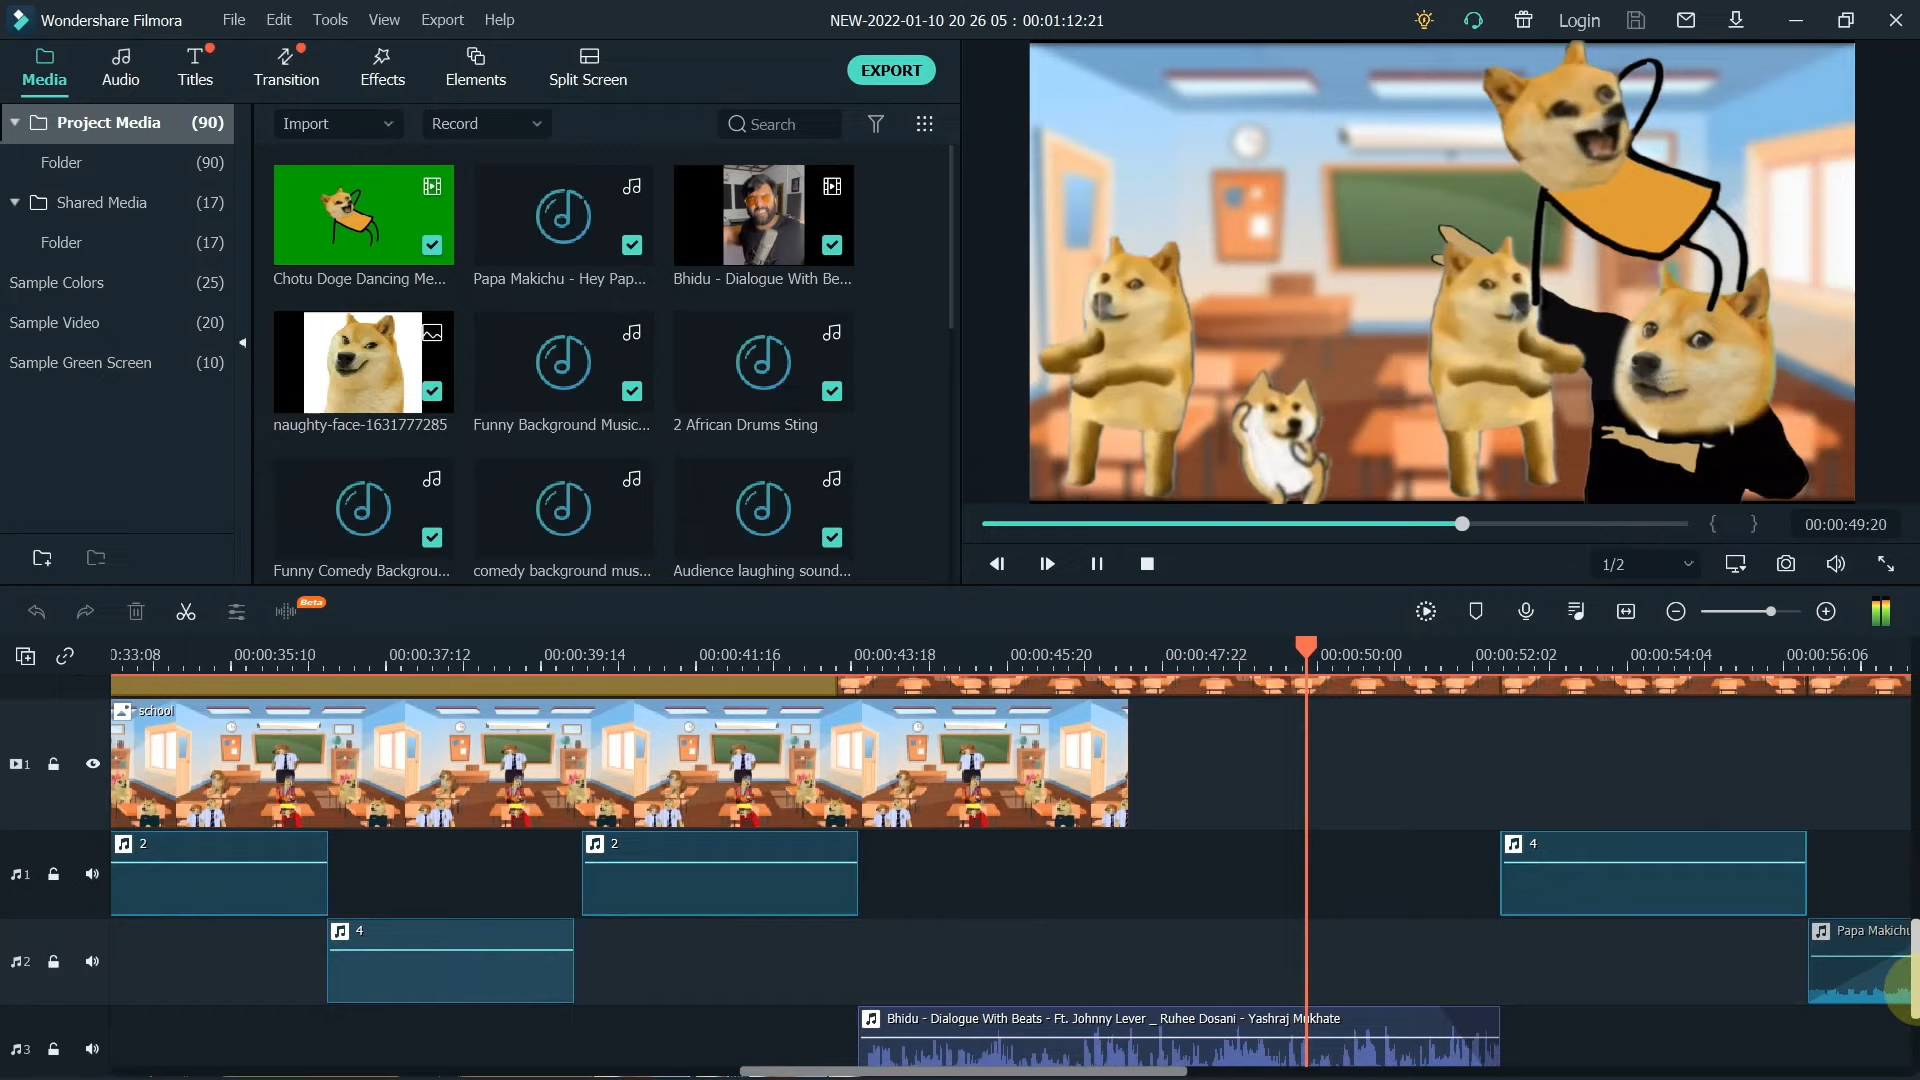 Wondershare Filmora
File Edit Tools View Export Help
NEW-2022-01-10 20 26 05 : 00:01:12:21
Login
Media Audio Titles Transition Effects Elements Split Screen
EXPORT
Project Media (90)
Folder (90)
Shared Media (17)
Folder (17)
Sample Colors (25)
Sample Video (20)
Sample Green Screen (10)
Import Record Search
Chotu Doge Dancing Me... Papa Makichu - Hey Pap... Bhidu - Dialogue With Be...
naughty-face-1631777285 Funny Background Music... 2 African Drums Sting
Funny Comedy Backgrou... comedy background mus... Audience laughing sound...
{ } 00:00:49:20
1/2
Beta
0:33:08 00:00:35:10 00:00:37:12 00:00:39:14 00:00:41:16 00:00:43:18 00:00:45:20 00:00:47:22 00:00:50:00 00:00:52:02 00:00:54:04 00:00:56:06
school
1
2 2 4
1
4 Papa Makichu
2
Bhidu - Dialogue With Beats - Ft. Johnny Lever _ Ruhee Dosani - Yashraj Mukhate
3